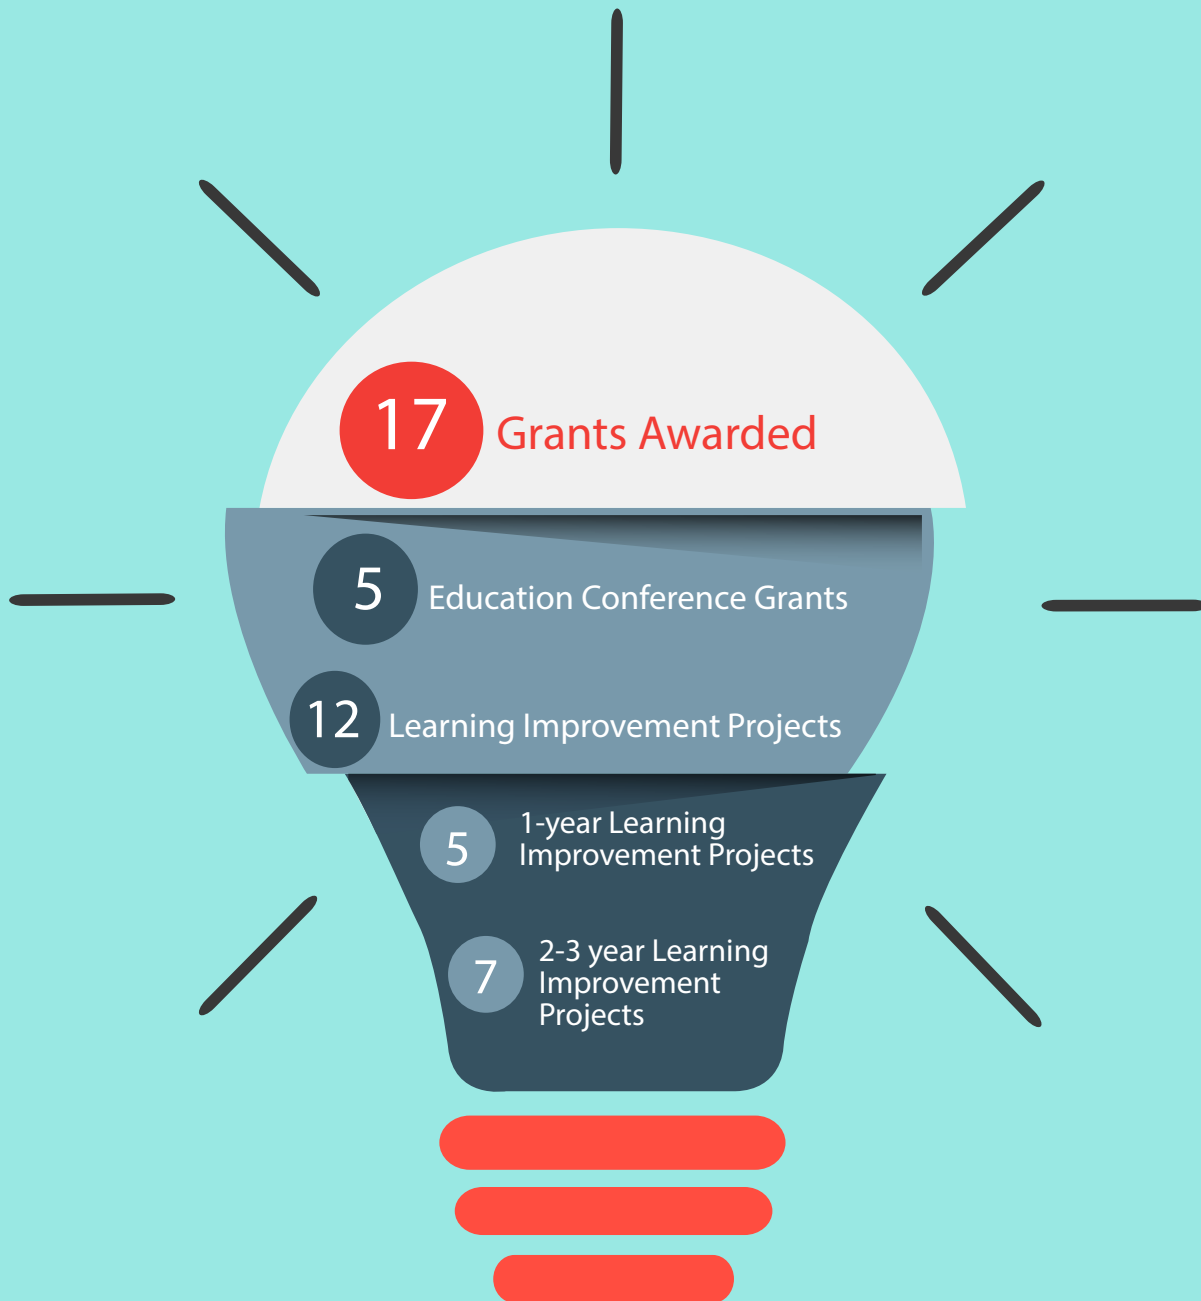 17 Grants Awarded
5 Education Conference Grants
12 Learning Improvement Projects
5 1-year Learning
Improvement Projects
7 2-3 year Learning
Improvement
Projects